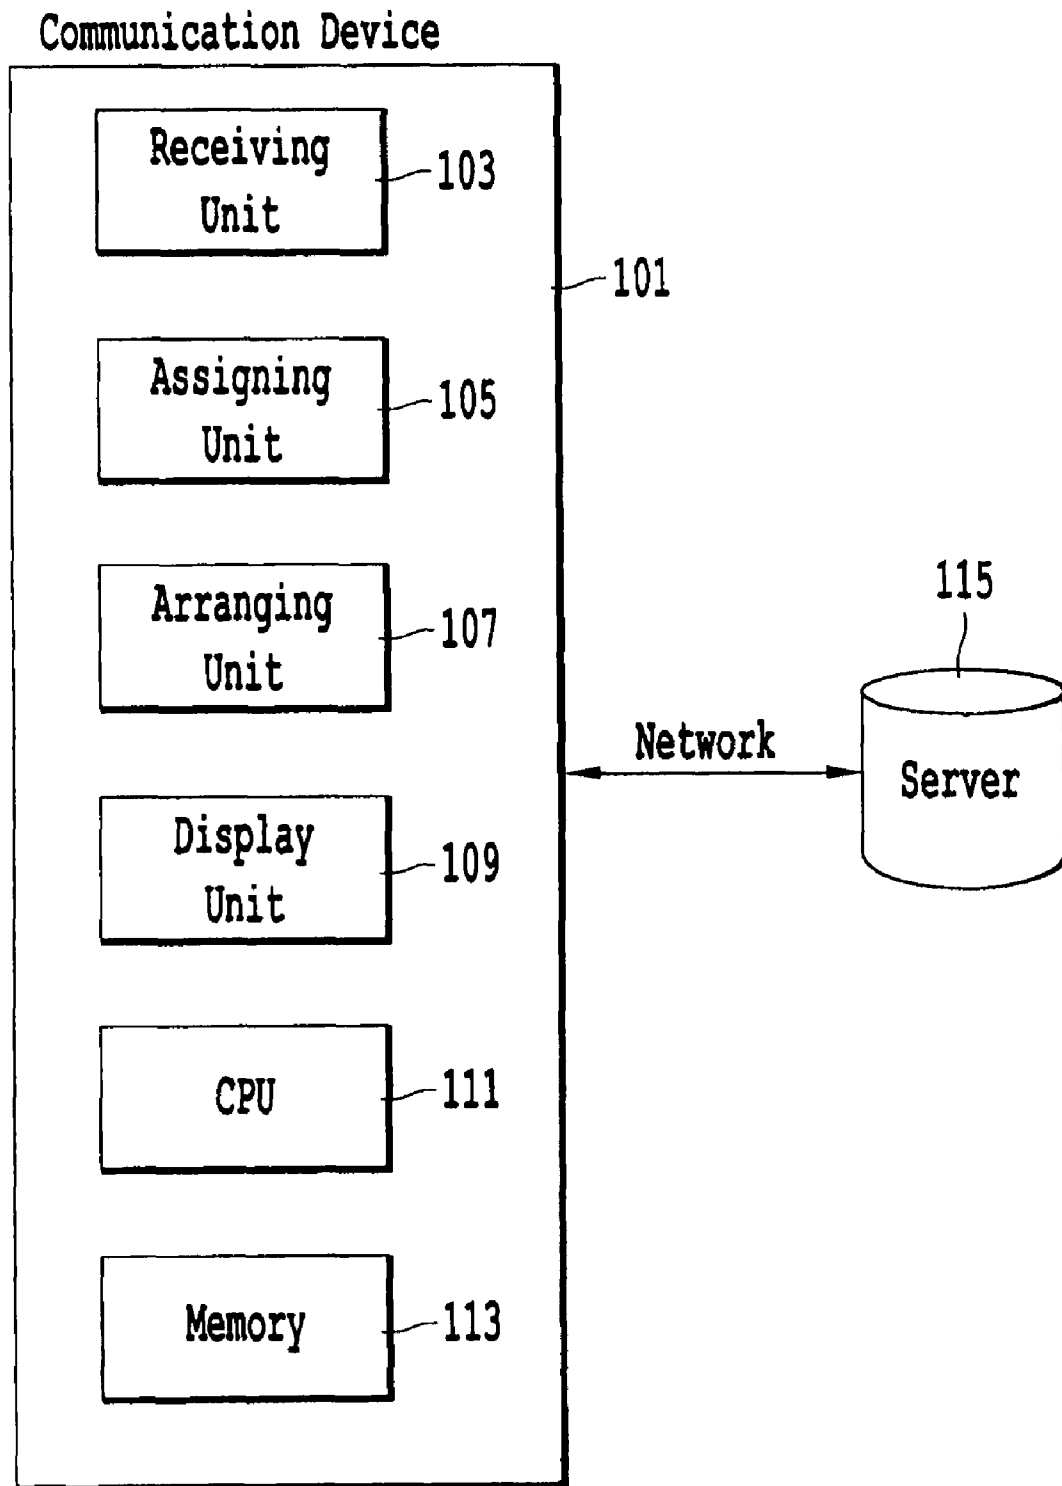 Communication Device
Receiving
Unit
103
101
Assigning
Unit
105
Arranging
Unit
107
115
Network
Server
Display
Unit
109
CPU
111
Memory
113